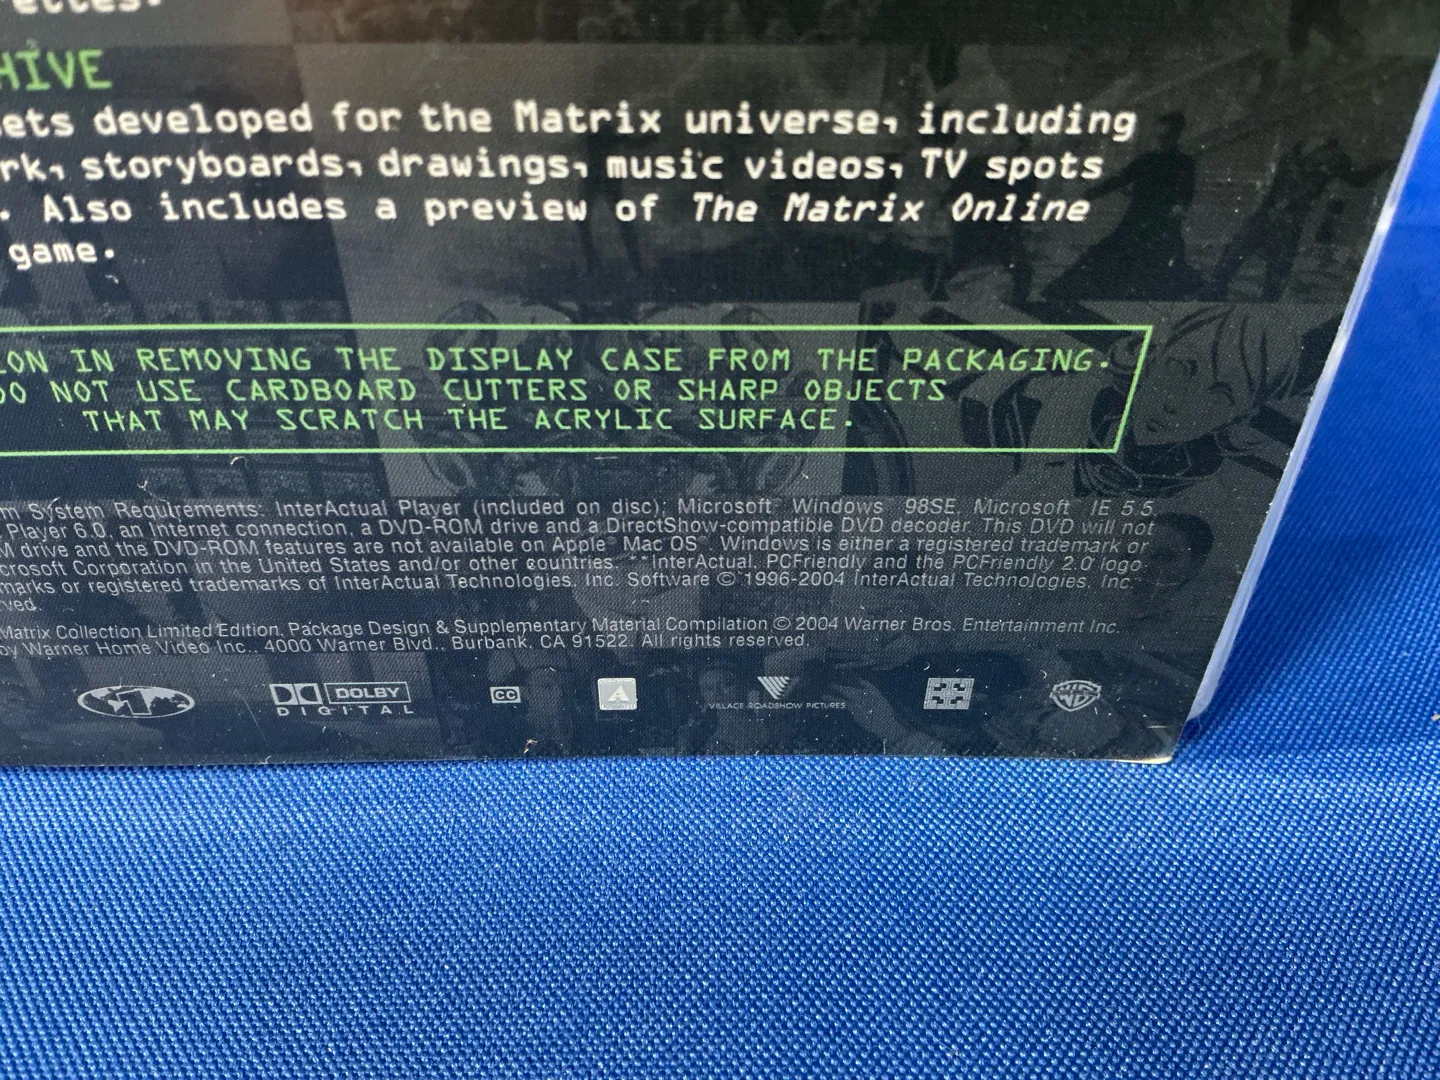 ettes.
HIVE
ets developed for the Matrix universe, including
rk, storyboards, drawings, music videos, TV spots
. Also includes a preview of The Matrix Online
game.
ON IN REMOVING THE DISPLAY CASE FROM THE PACKAGING.
DO NOT USE CARDBOARD CUTTERS OR SHARP OBJECTS
THAT MAY SCRATCH THE ACRYLIC SURFACE.
m System Requirements: InterActual Player (included on disc); Microsoft Windows 98SE, Microsoft IE 5.5
Player 6.0, an Internet connection, a DVD-ROM drive and a DirectShow-compatible DVD decoder. This DVD will not
M drive and the DVD-ROM features are not available on Apple® Mac OS®. Windows is either a registered trademark or
crosoft Corporation in the United States and/or other countries. **InterActual, PCFriendly and the PCFriendly 2.0 logo
marks or registered trademarks of InterActual Technologies, Inc. Software © 1996-2004 InterActual Technologies, Inc.
ved.
Matrix Collection Limited Edition, Package Design & Supplementary Material Compilation © 2004 Warner Bros. Entertainment Inc.
by Warner Home Video Inc., 4000 Warner Blvd., Burbank, CA 91522. All rights reserved.
1 DOLBY DIGITAL CC A VILLAGE ROADSHOW PICTURES WB